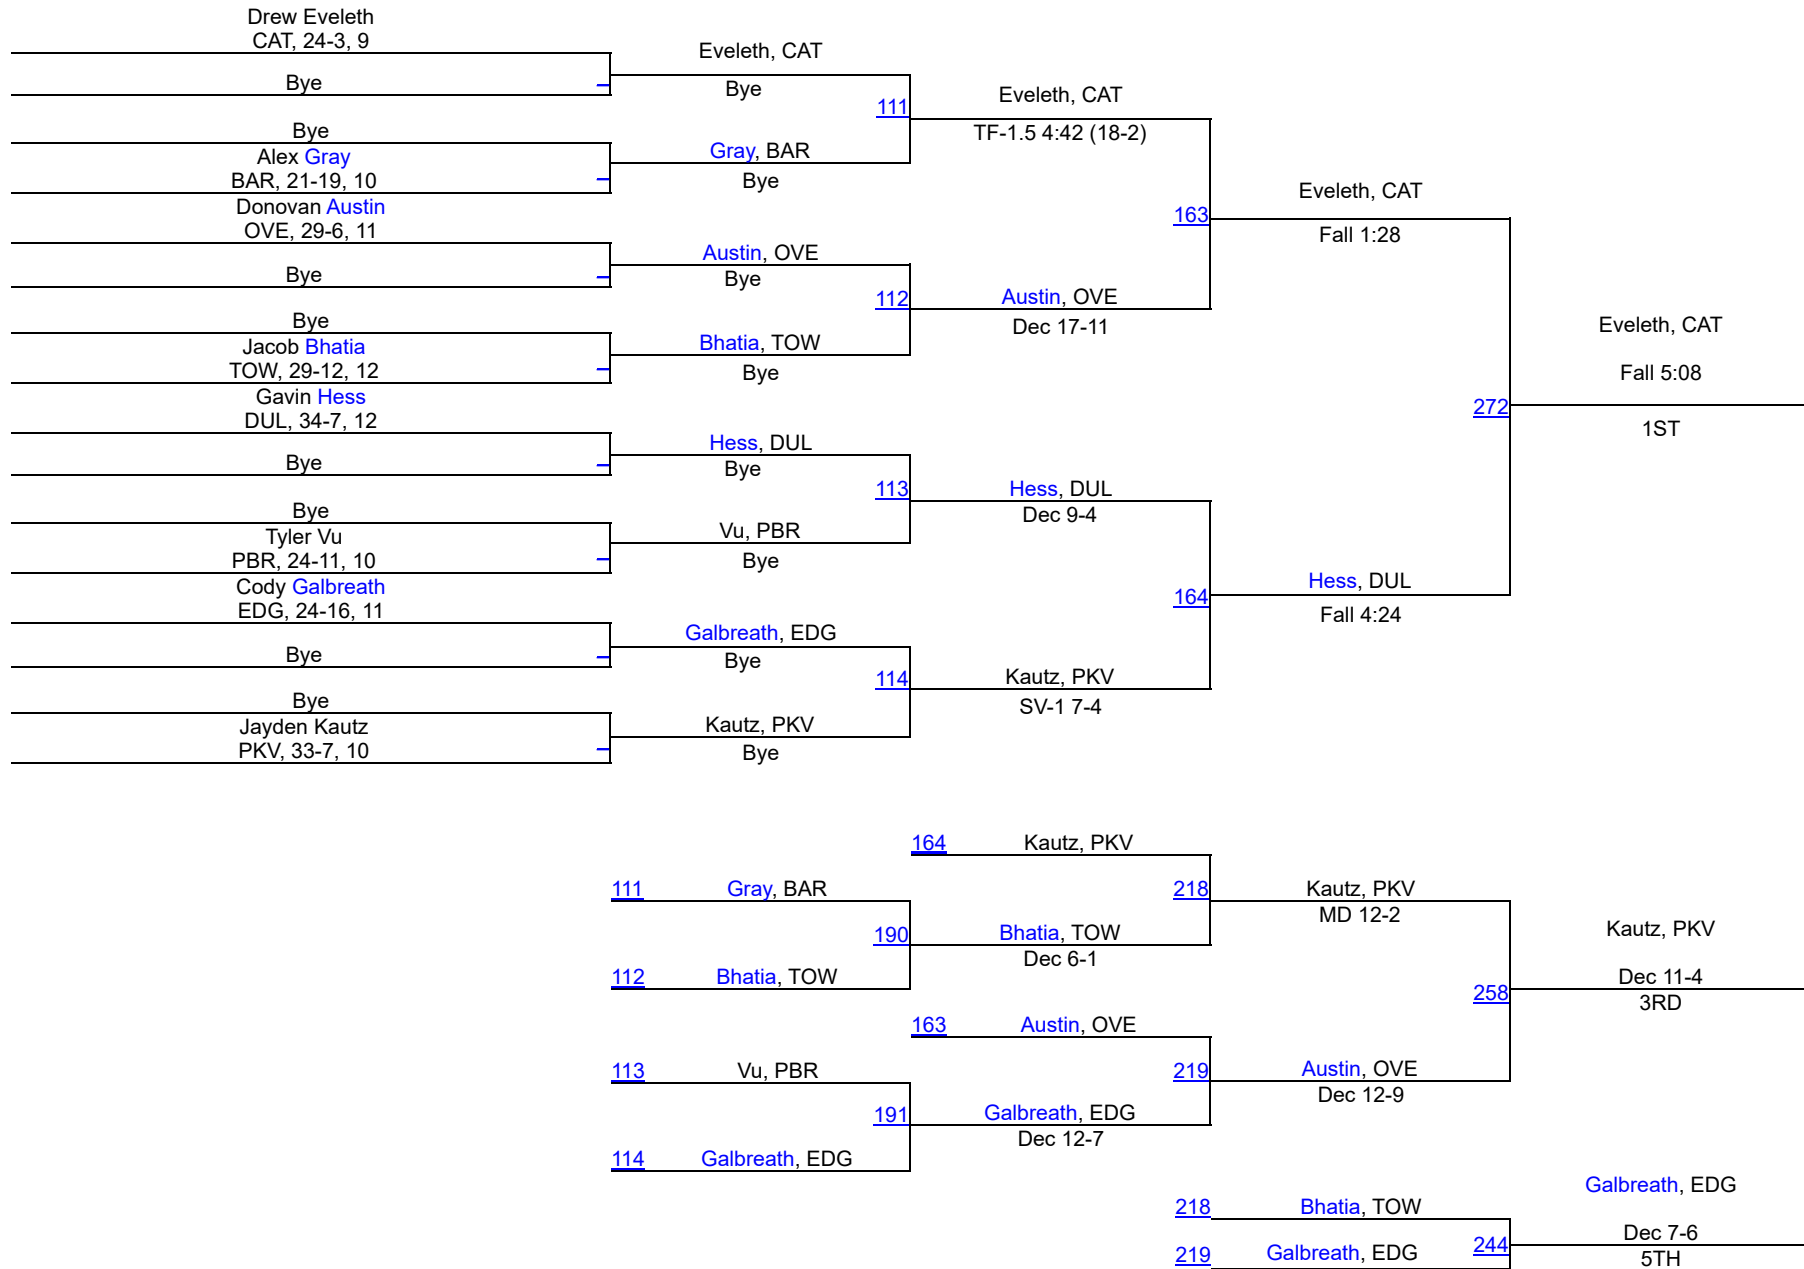 Drew Eveleth
CAT, 24-3, 9
Bye
Bye
Alex Gray
BAR, 21-19, 10
Donovan Austin
OVE, 29-6, 11
Bye
Bye
Jacob Bhatia
TOW, 29-12, 12
Gavin Hess
DUL, 34-7, 12
Bye
Bye
Tyler Vu
PBR, 24-11, 10
Cody Galbreath
EDG, 24-16, 11
Bye
Bye
Jayden Kautz
PKV, 33-7, 10
Eveleth, CAT
Bye
111
Gray, BAR
Bye
Austin, OVE
Bye
112
Bhatia, TOW
Bye
Hess, DUL
Bye
113
Vu, PBR
Bye
Galbreath, EDG
Bye
114
Kautz, PKV
Bye
Eveleth, CAT
TF-1.5 4:42 (18-2)
163
Austin, OVE
Dec 17-11
Hess, DUL
Dec 9-4
164
Kautz, PKV
SV-1 7-4
Eveleth, CAT
Fall 1:28
272
Hess, DUL
Fall 4:24
Eveleth, CAT
Fall 5:08
1ST
164 Kautz, PKV
111 Gray, BAR
190
112 Bhatia, TOW
218
Bhatia, TOW
Dec 6-1
163 Austin, OVE
113 Vu, PBR
191
114 Galbreath, EDG
219
Galbreath, EDG
Dec 12-7
Kautz, PKV
MD 12-2
258
Austin, OVE
Dec 12-9
Kautz, PKV
Dec 11-4
3RD
218 Bhatia, TOW
219 Galbreath, EDG
244
Galbreath, EDG
Dec 7-6
5TH